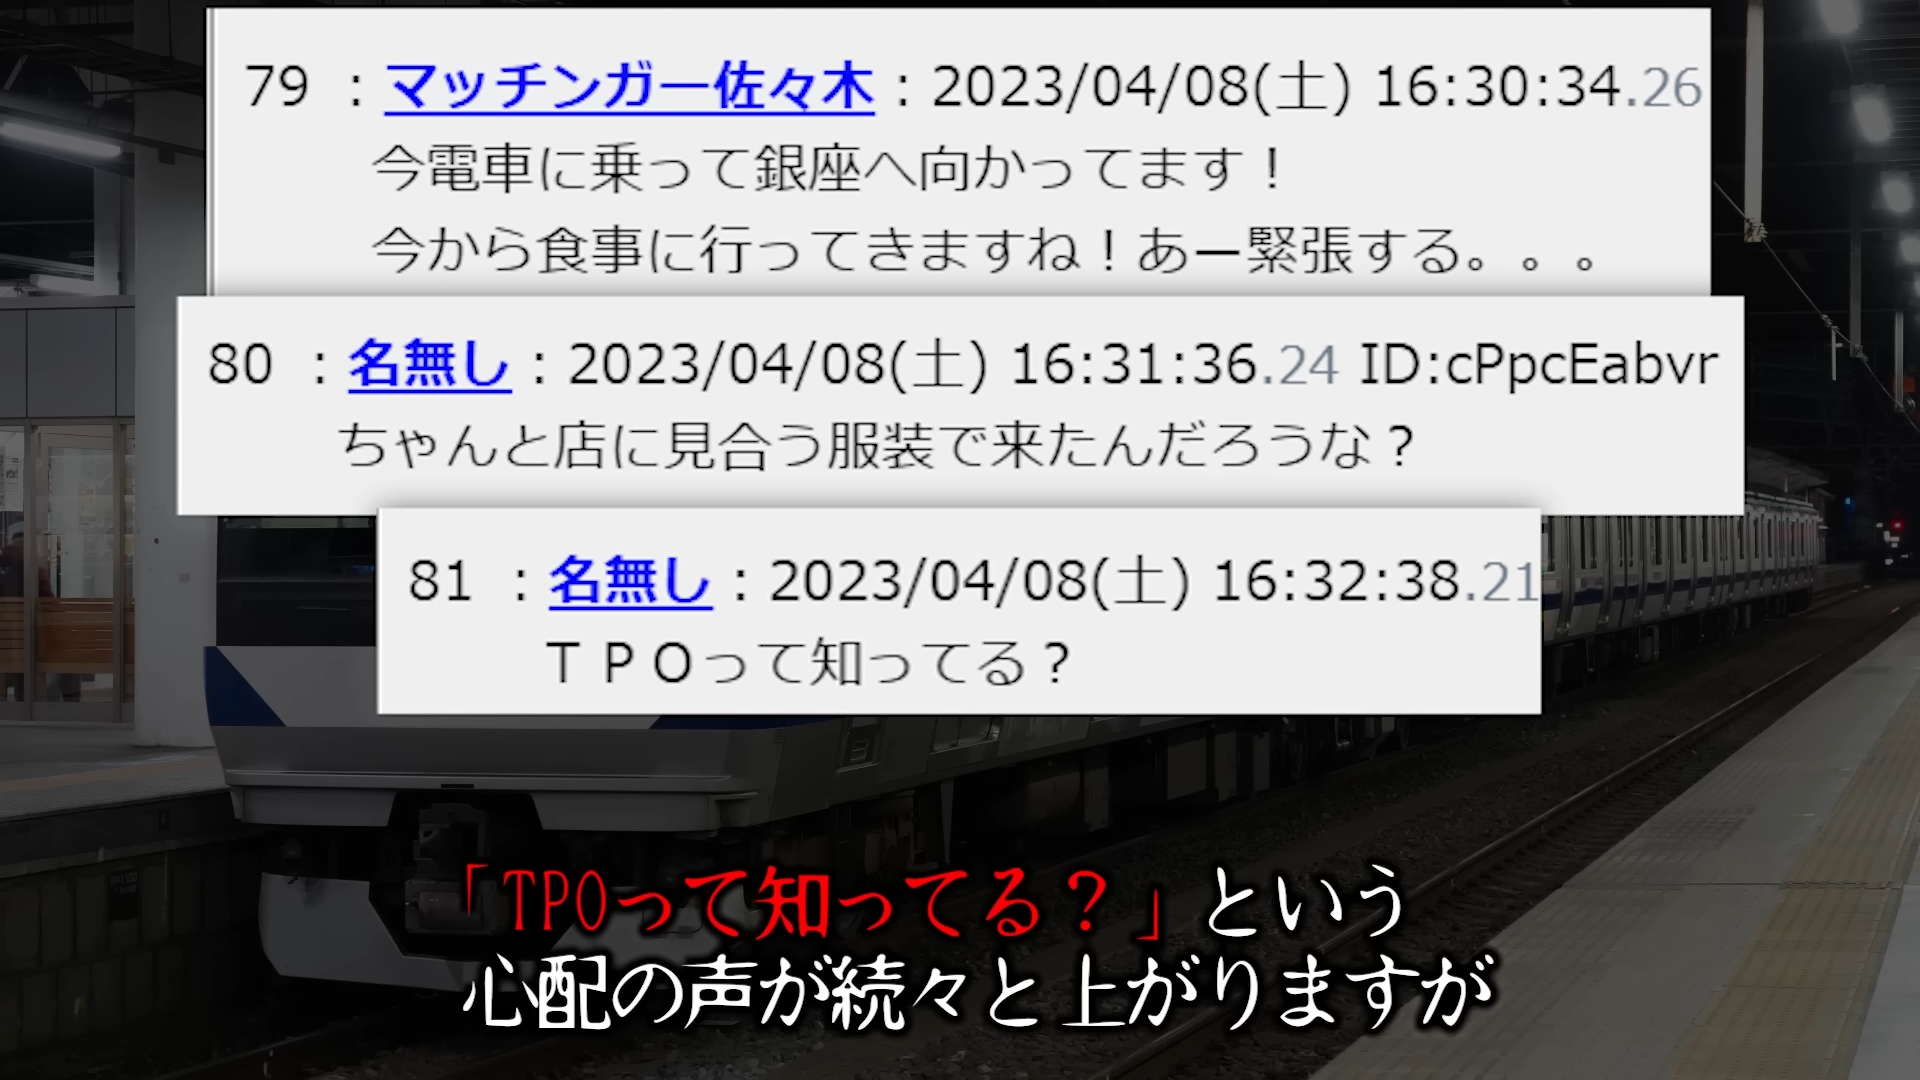 79 ：マッチンガー佐々木：2023/04/08(土) 16:30:34.26
今電車に乗って銀座へ向かってます！
今から食事に行ってきますね！あー緊張する。。。
80 ：名無し：2023/04/08(土) 16:31:36.24 ID:cPpcEabvr
ちゃんと店に見合う服装で来たんだろうな？
81 ：名無し：2023/04/08(土) 16:32:38.21
ＴＰＯって知ってる？
「TPOって知ってる？」という
心配の声が続々と上がりますが